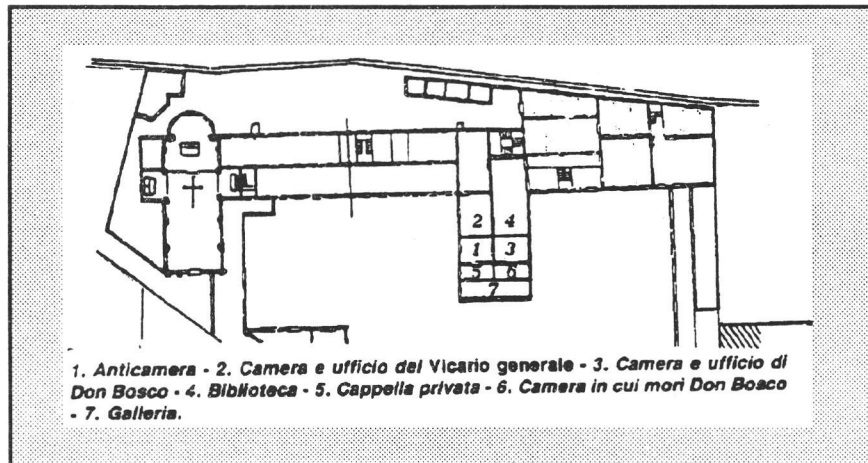 2 4
1 3
5 6
7
1. Anticamera - 2. Camera e ufficio del Vicario generale - 3. Camera e ufficio di
Don Bosco - 4. Biblioteca - 5. Cappella privata - 6. Camera in cui morì Don Bosco
- 7. Galleria.